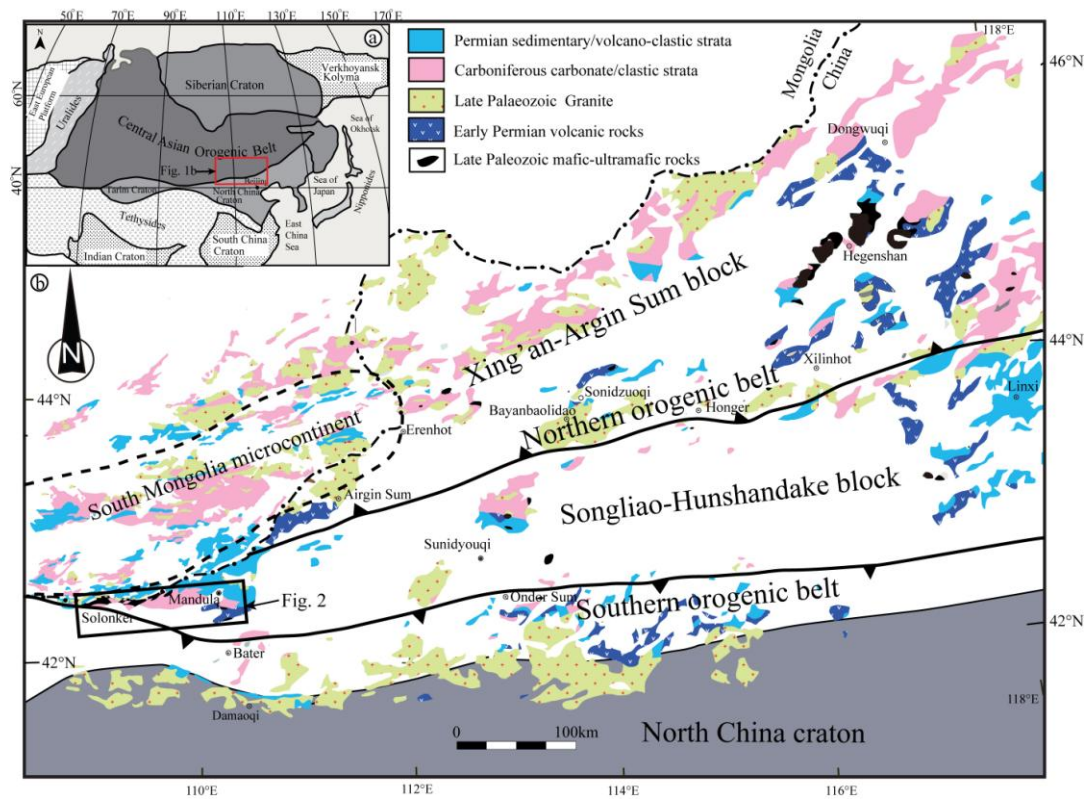 50°E
70°E
90°E
110°E
130°E
150°E
170°E
N
a
60°N
40°N
East European
Platform
Uralides
Siberian Craton
Verkhoyansk
Kolyma
Central Asian Orogenic Belt
Fig. 1b
Sea of
Okhotsk
Tarim Craton
Beijing
North China
Craton
Sea of
Japan
Nipponides
Tethysides
East
China
Sea
Indian Craton
South China
Craton
Permian sedimentary/volcano-clastic strata
Carboniferous carbonate/clastic strata
Late Palaeozoic Granite
Early Permian volcanic rocks
Late Paleozoic mafic-ultramafic rocks
118°E
46°N
Mongolia
China
Dongwuqi
b
N
Hegenshan
Xing'an-Argin Sum block
44°N
Xilinhot
44°N
Sonidzuoqi
Linxi
Northern orogenic belt
Bayanbaolidao
Honger
Erenhot
South Mongolia microcontinent
Airgin Sum
Songliao-Hunshandake block
Sunidyouqi
Mandula
Fig. 2
Solonker
Ondor Sum
Southern orogenic belt
42°N
Bater
42°N
118°E
Damaoqi
North China craton
0
100km
110°E
112°E
114°E
116°E